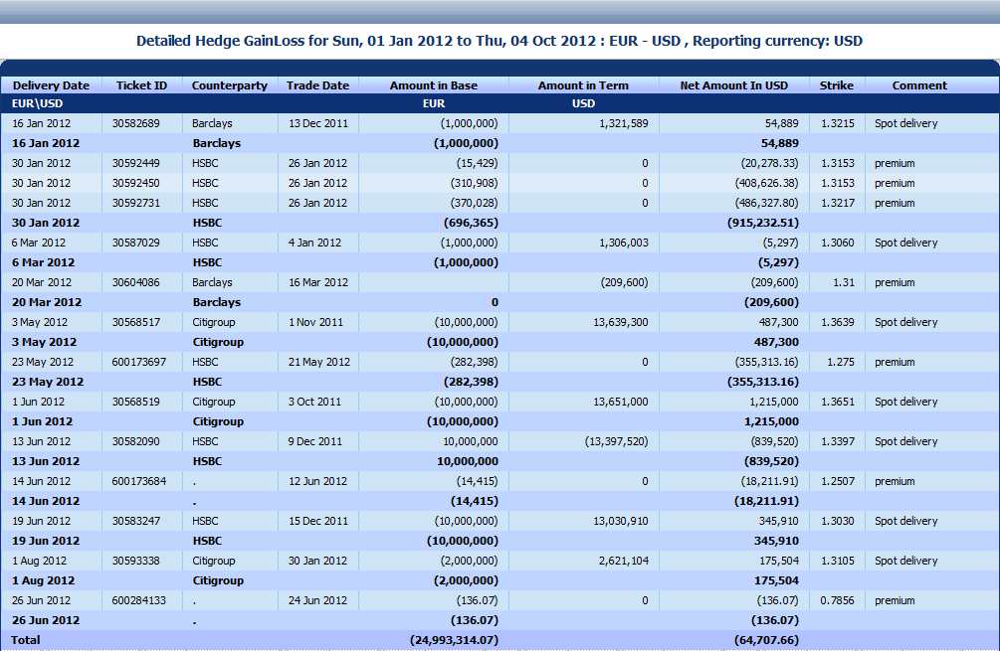 Detailed Hedge GainLoss for Sun, 01 Jan 2012 to Thu, 04 Oct 2012 : EUR - USD , Reporting currency: USD
Delivery Date Ticket ID Counterparty Trade Date Amount in Base Amount in Term Net Amount In USD Strike Comment
EUR\USD EUR USD
16 Jan 2012 30582689 Barclays 13 Dec 2011 (1,000,000) 1,321,589 54,889 1.3215 Spot delivery
16 Jan 2012 Barclays (1,000,000) 54,889
30 Jan 2012 30592449 HSBC 26 Jan 2012 (15,429) 0 (20,278.33) 1.3153 premium
30 Jan 2012 30592450 HSBC 26 Jan 2012 (310,908) 0 (408,626.38) 1.3153 premium
30 Jan 2012 30592731 HSBC 26 Jan 2012 (370,028) 0 (486,327.80) 1.3217 premium
30 Jan 2012 HSBC (696,365) (915,232.51)
6 Mar 2012 30587029 HSBC 4 Jan 2012 (1,000,000) 1,306,003 (5,297) 1.3060 Spot delivery
6 Mar 2012 HSBC (1,000,000) (5,297)
20 Mar 2012 30604086 Barclays 16 Mar 2012 (209,600) (209,600) 1.31 premium
20 Mar 2012 Barclays 0 (209,600)
3 May 2012 30568517 Citigroup 1 Nov 2011 (10,000,000) 13,639,300 487,300 1.3639 Spot delivery
3 May 2012 Citigroup (10,000,000) 487,300
23 May 2012 600173697 HSBC 21 May 2012 (282,398) 0 (355,313.16) 1.275 premium
23 May 2012 HSBC (282,398) (355,313.16)
1 Jun 2012 30568519 Citigroup 3 Oct 2011 (10,000,000) 13,651,000 1,215,000 1.3651 Spot delivery
1 Jun 2012 Citigroup (10,000,000) 1,215,000
13 Jun 2012 30582090 HSBC 9 Dec 2011 10,000,000 (13,397,520) (839,520) 1.3397 Spot delivery
13 Jun 2012 HSBC 10,000,000 (839,520)
14 Jun 2012 600173684 . 12 Jun 2012 (14,415) 0 (18,211.91) 1.2507 premium
14 Jun 2012 . (14,415) (18,211.91)
19 Jun 2012 30583247 HSBC 15 Dec 2011 (10,000,000) 13,030,910 345,910 1.3030 Spot delivery
19 Jun 2012 HSBC (10,000,000) 345,910
1 Aug 2012 30593338 Citigroup 30 Jan 2012 (2,000,000) 2,621,104 175,504 1.3105 Spot delivery
1 Aug 2012 Citigroup (2,000,000) 175,504
26 Jun 2012 600284133 . 24 Jun 2012 (136.07) 0 (136.07) 0.7856 premium
26 Jun 2012 . (136.07) (136.07)
Total (24,993,314.07) (64,707.66)